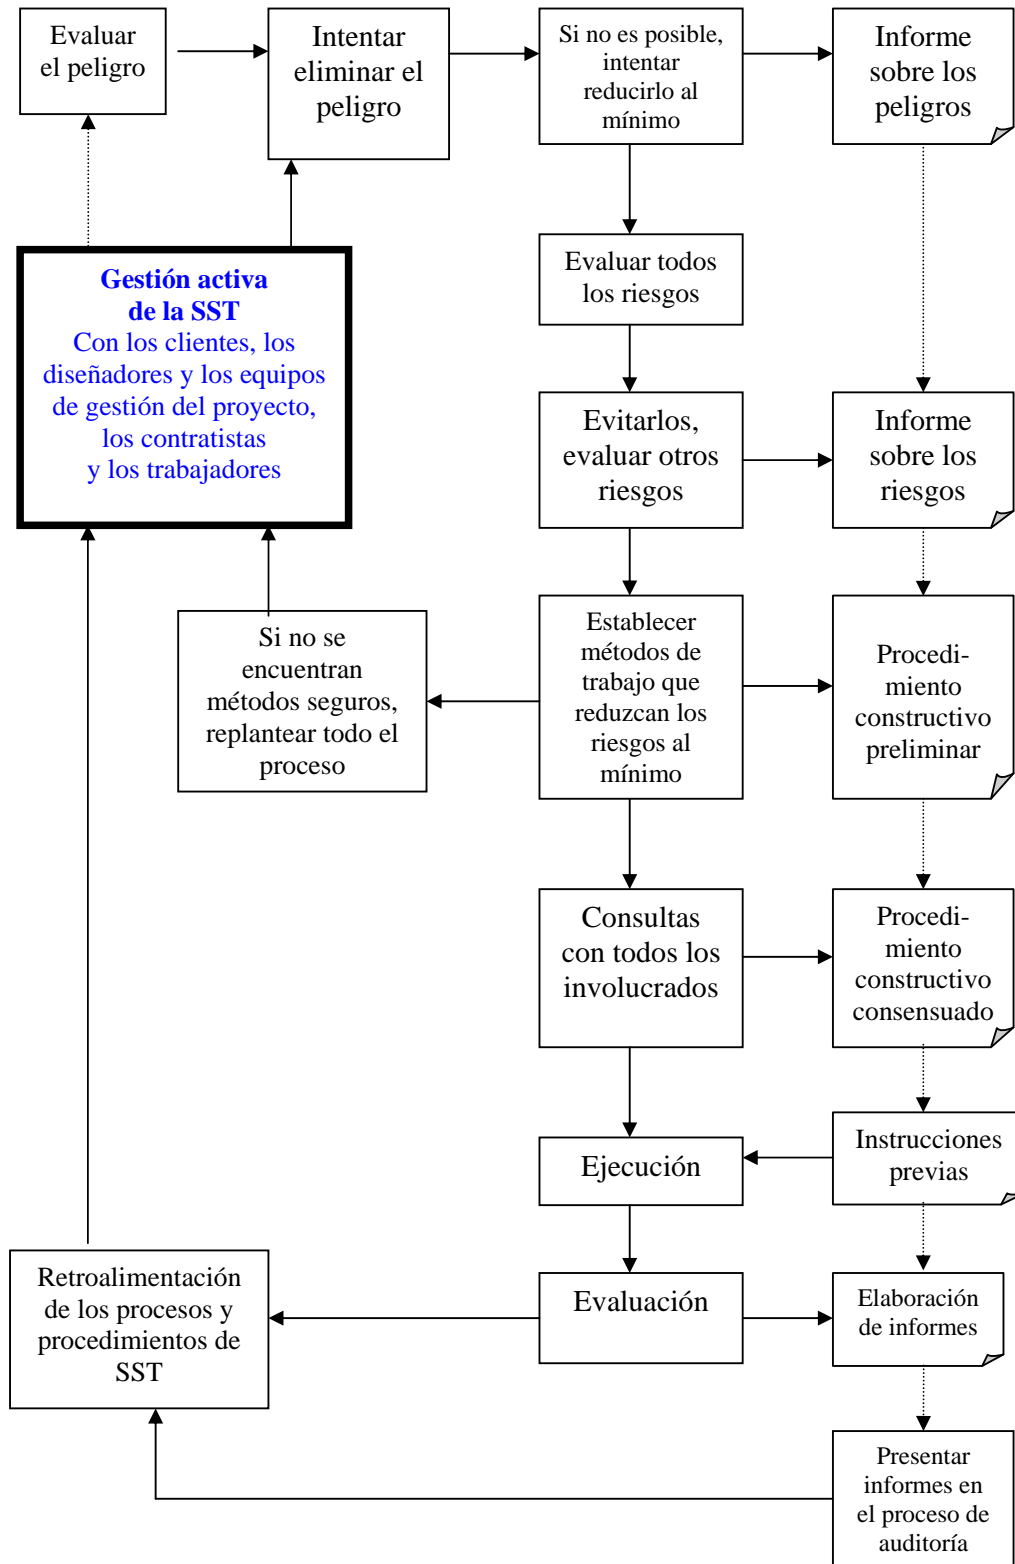 Evaluar
el peligro
Intentar
eliminar el
peligro
Si no es posible,
intentar
reducirlo al
mínimo
Informe
sobre los
peligros
Gestión activa
de la SST
Con los clientes, los
diseñadores y los equipos
de gestión del proyecto,
los contratistas
y los trabajadores
Evaluar todos
los riesgos
Evitarlos,
evaluar otros
riesgos
Informe
sobre los
riesgos
Si no se
encuentran
métodos seguros,
replantear todo el
proceso
Establecer
métodos de
trabajo que
reduzcan los
riesgos al
mínimo
Procedi-
miento
constructivo
preliminar
Consultas
con todos los
involucrados
Procedi-
miento
constructivo
consensuado
Ejecución
Instrucciones
previas
Retroalimentación
de los procesos y
procedimientos de
SST
Evaluación
Elaboración
de informes
Presentar
informes en
el proceso de
auditoría